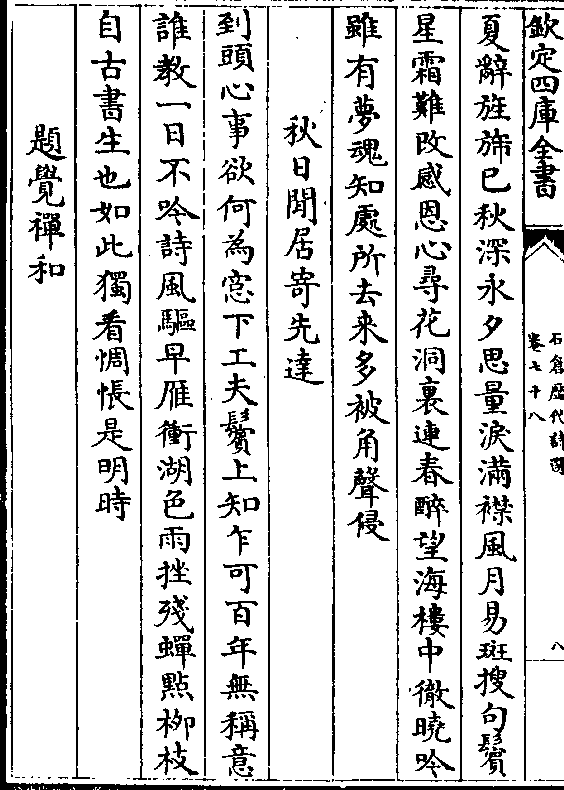 欽定四庫全書
石倉歴代詩選
卷七十八
八
夏辭旌斾已秋深永夕思量淚滿襟風月易斑搜句鬢
星霜難改感恩心尋花洞裏連春醉望海樓中徹曉吟
雖有夢魂知處所去来多被角聲侵
秋日閒居寄先達
到頭心事欲何為窓下工夫鬢上知乍可百年無稱意
誰教一日不吟詩風驅早雁衝湖色雨挫殘蟬點柳枝
自古書生也如此獨看惆悵是明時
題覺禪和